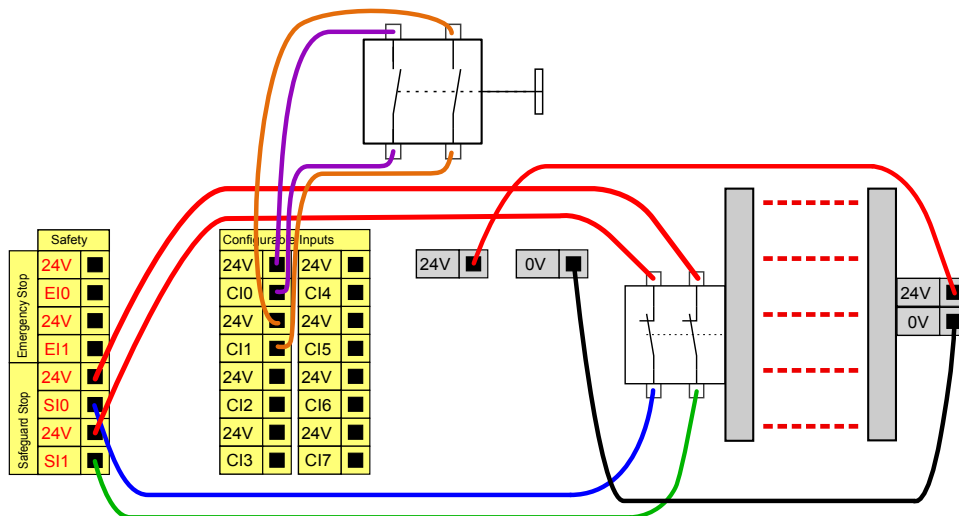 Safety
Emergency Stop
24V
EI0
24V
EI1
Safeguard Stop
24V
SI0
24V
SI1
Configurable Inputs
24V 24V
CI0 CI4
24V 24V
CI1 CI5
24V 24V
CI2 CI6
24V 24V
CI3 CI7
24V
0V
24V
0V